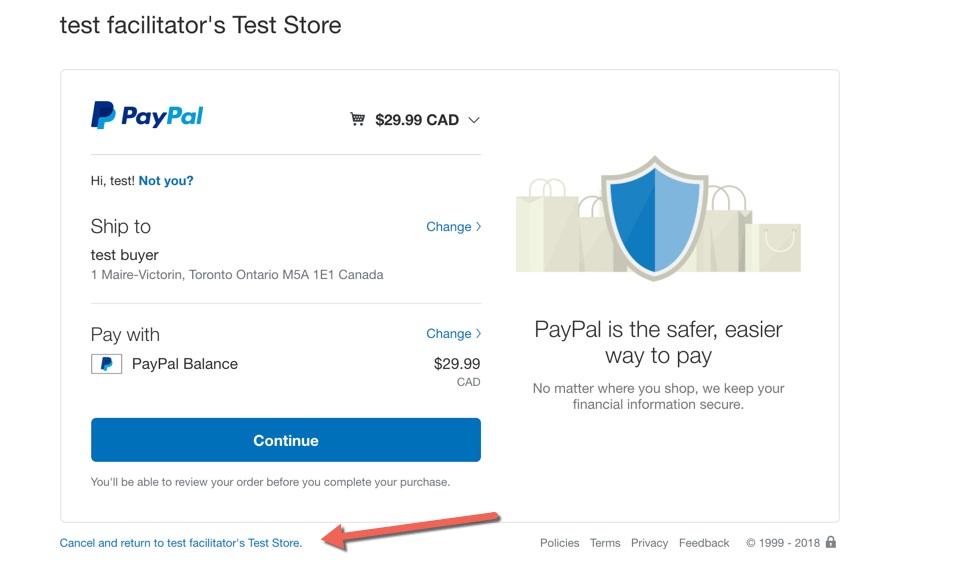 test facilitator's Test Store
PayPal
$29.99 CAD
Hi, test! Not you?
Ship to
Change
test buyer
1 Maire-Victorin, Toronto Ontario M5A 1E1 Canada
Pay with
Change
PayPal Balance
$29.99
CAD
Continue
You'll be able to review your order before you complete your purchase.
PayPal is the safer, easier
way to pay
No matter where you shop, we keep your
financial information secure.
Cancel and return to test facilitator's Test Store.
Policies Terms Privacy Feedback © 1999 - 2018